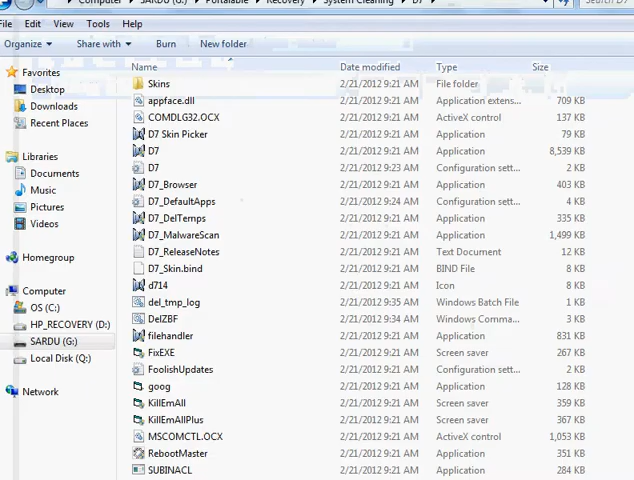 Computer SARDU (G:) Portalable Recovery System Cleaning D7
File Edit View Tools Help
Organize Share with Burn New folder
Name Date modified Type Size
Favorites
Desktop
Downloads
Recent Places
Libraries
Documents
Music
Pictures
Videos
Homegroup
Computer
OS (C:)
HP_RECOVERY (D:)
SARDU (G:)
Local Disk (Q:)
Network
Skins 2/21/2012 9:21 AM File folder
appface.dll 2/21/2012 9:21 AM Application extens... 709 KB
COMDLG32.OCX 2/21/2012 9:21 AM ActiveX control 137 KB
D7 Skin Picker 2/21/2012 9:21 AM Application 79 KB
D7 2/21/2012 9:21 AM Application 8,539 KB
D7 2/21/2012 9:23 AM Configuration sett... 2 KB
D7_Browser 2/21/2012 9:21 AM Application 403 KB
D7_DefaultApps 2/21/2012 9:24 AM Configuration sett... 4 KB
D7_DelTemps 2/21/2012 9:21 AM Application 335 KB
D7_MalwareScan 2/21/2012 9:21 AM Application 1,499 KB
D7_ReleaseNotes 2/21/2012 9:21 AM Text Document 12 KB
D7_Skin.bind 2/21/2012 9:21 AM BIND File 8 KB
d714 2/21/2012 9:21 AM Icon 8 KB
del_tmp_log 2/21/2012 9:35 AM Windows Batch File 1 KB
DelZBF 2/21/2012 9:34 AM Windows Comma... 3 KB
filehandler 2/21/2012 9:21 AM Application 831 KB
FixEXE 2/21/2012 9:21 AM Screen saver 267 KB
FoolishUpdates 2/21/2012 9:21 AM Configuration sett... 4 KB
goog 2/21/2012 9:21 AM Application 128 KB
KillEmAll 2/21/2012 9:21 AM Screen saver 359 KB
KillEmAllPlus 2/21/2012 9:21 AM Screen saver 367 KB
MSCOMCTL.OCX 2/21/2012 9:21 AM ActiveX control 1,053 KB
RebootMaster 2/21/2012 9:21 AM Application 351 KB
SUBINACL 2/21/2012 9:21 AM Application 284 KB